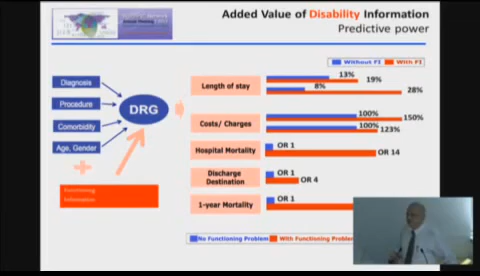 Added Value of Disability Information
Predictive power
Without FI With FI
Diagnosis
Procedure
Comorbidity
Age, Gender
DRG
Functioning
Information
Length of stay
13%
19%
8%
28%
Costs/ Charges
100%
150%
100%
123%
Hospital Mortality
OR 1
OR 14
Discharge
Destination
OR 1
OR 4
1-year Mortality
OR 1
No Functioning Problem With Functioning Problem